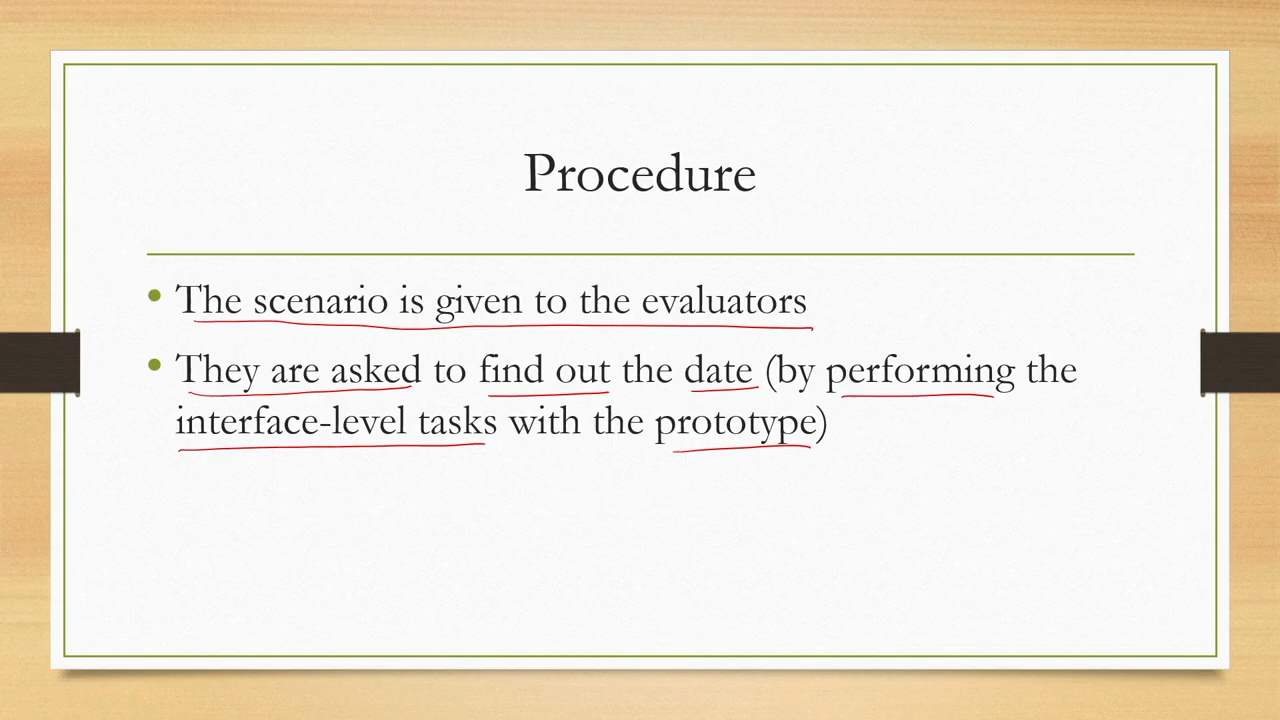 Procedure
• The scenario is given to the evaluators
• They are asked to find out the date (by performing the
interface-level tasks with the prototype)